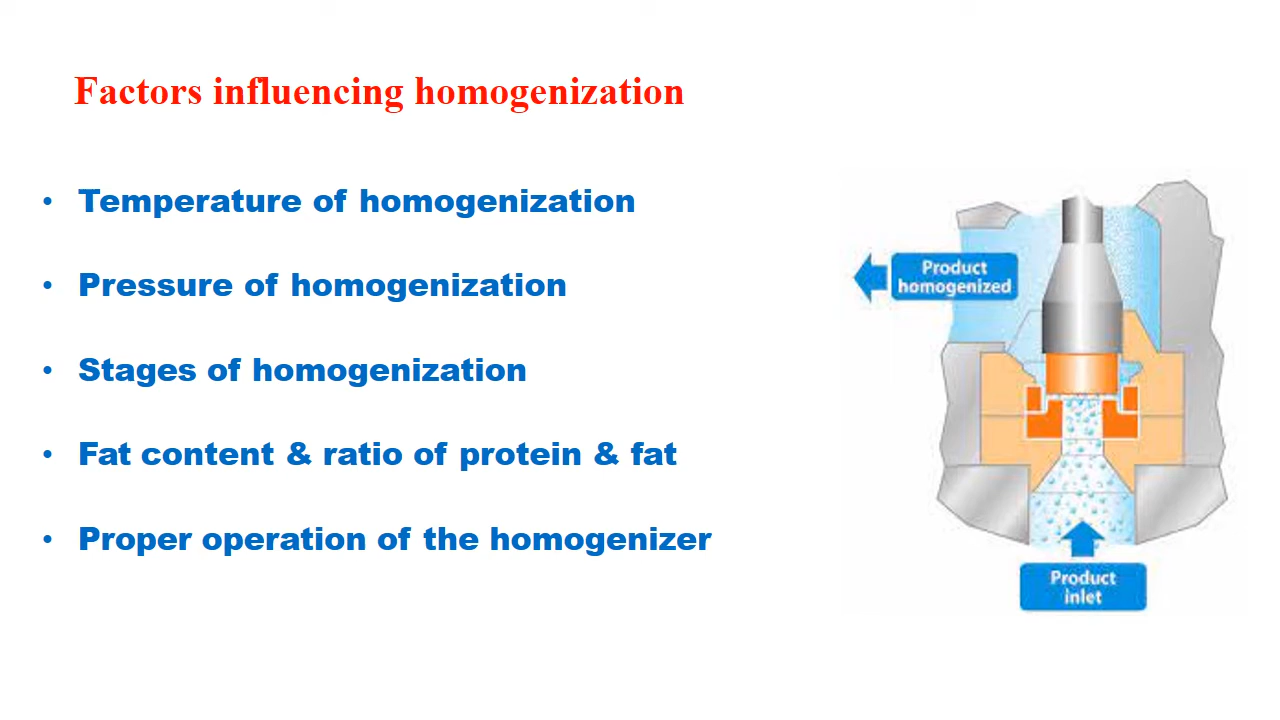 Factors influencing homogenization
• Temperature of homogenization
• Pressure of homogenization
• Stages of homogenization
• Fat content & ratio of protein & fat
• Proper operation of the homogenizer
Product
homogenized
Product
inlet